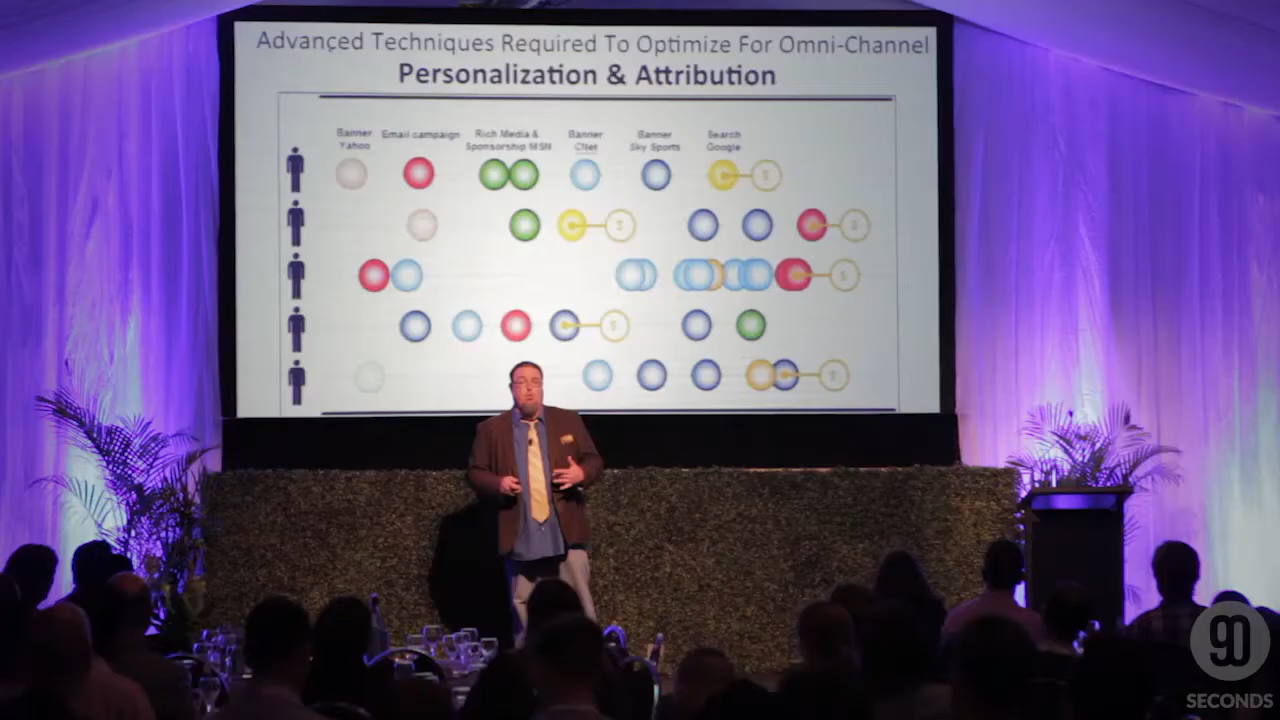 Advanced Techniques Required To Optimize For Omni-Channel
Personalization & Attribution
Banner Yahoo
Email campaign
Rich Media & Sponsorship MSN
Banner CNet
Banner Sky Sports
Search Google
$
$
$
$
$
$
$
90
SECONDS